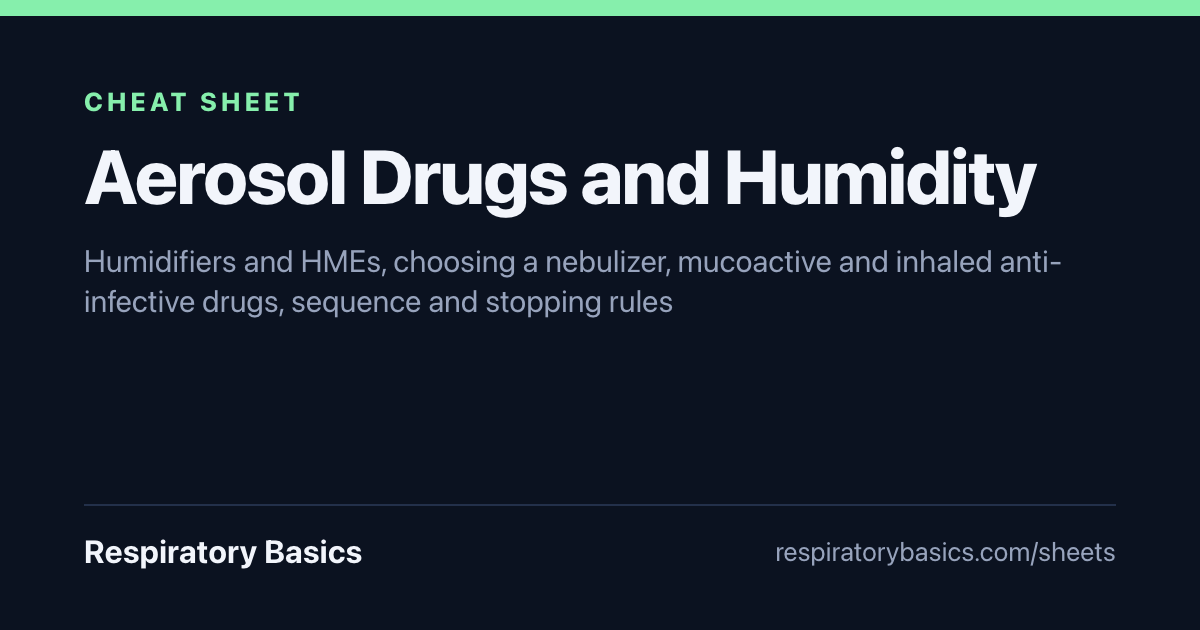 CHEAT SHEET
Aerosol Drugs and Humidity
Humidifiers and HMEs, choosing a nebulizer, mucoactive and inhaled anti-
infective drugs, sequence and stopping rules
Respiratory Basics
respiratorybasics.com/sheets